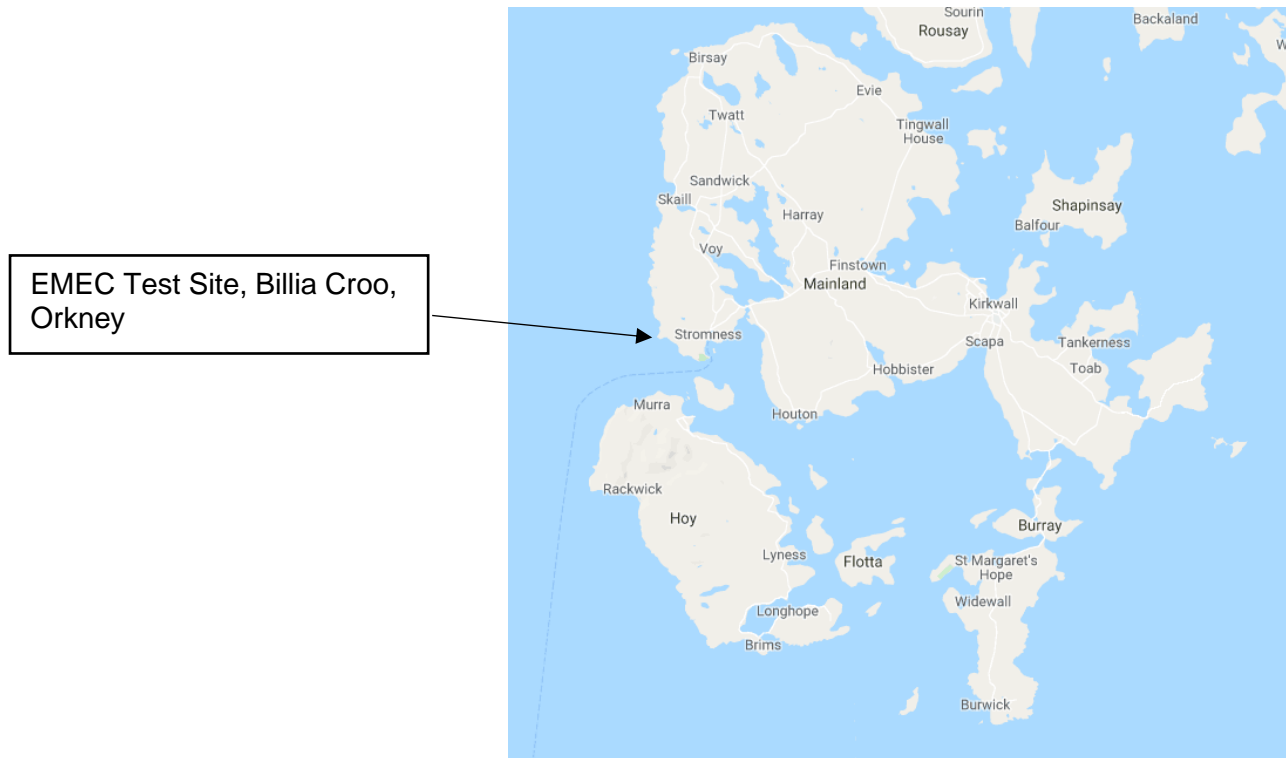 Sourin
Rousay
Backaland
W
Birsay
Evie
Twatt
Tingwall
House
Sandwick
Skaill
Shapinsay
Harray
Balfour
Voy
Finstown
EMEC Test Site, Billia Croo,
Orkney
Mainland
Kirkwall
Stromness
Scapa
Tankerness
Toab
Hobbister
Murra
Houton
Rackwick
Hoy
Burray
Lyness
Flotta
St Margaret's
Hope
Widewall
Longhope
Brims
Burwick